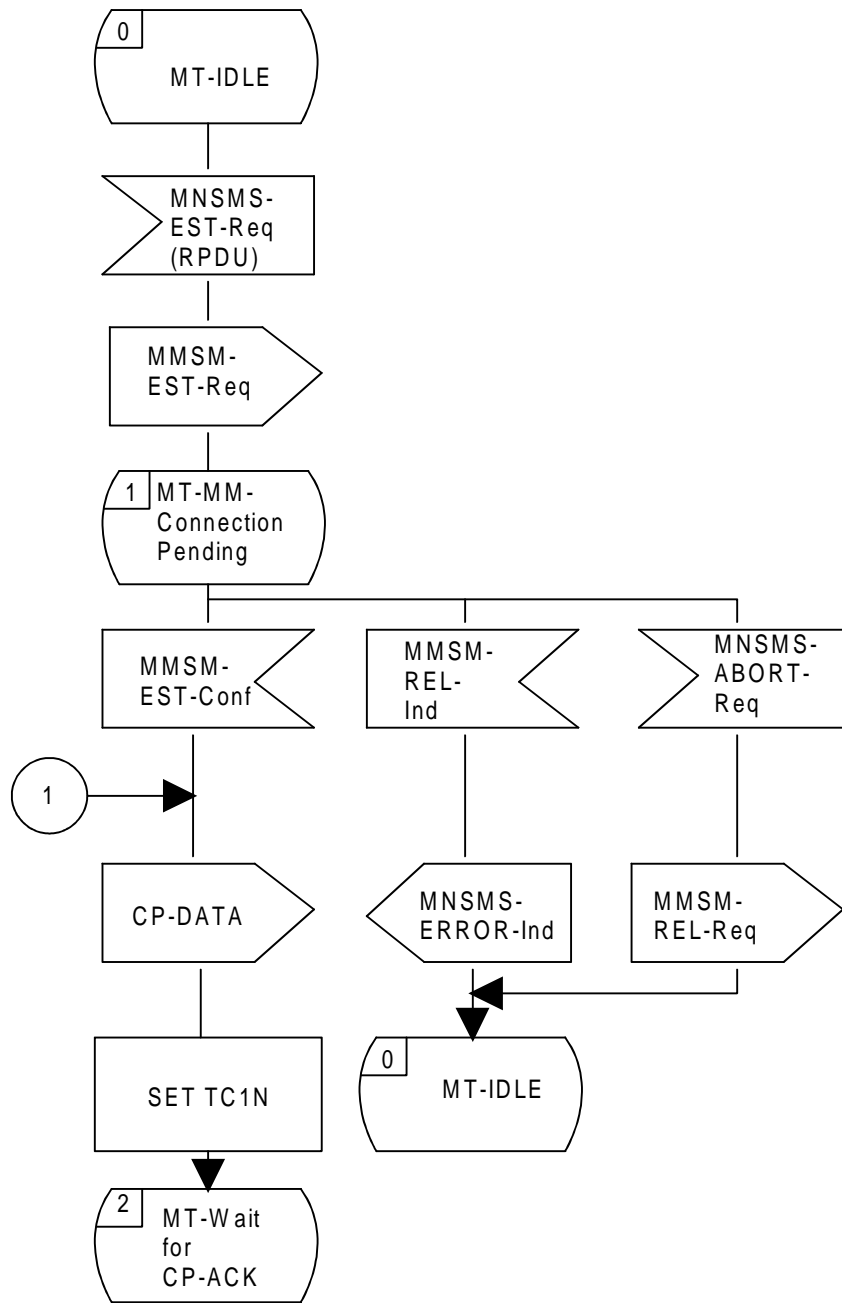 0
MT-IDLE
MNSMS-
EST-Req
(RPDU)
MMSM-
EST-Req
1
MT-MM-
Connection
Pending
MMSM-
EST-Conf
MMSM-
REL-
Ind
MNSMS-
ABORT-
Req
1
CP-DATA
MNSMS-
ERROR-Ind
MMSM-
REL-Req
SET TC1N
0
MT-IDLE
2
MT-Wait
for
CP-ACK